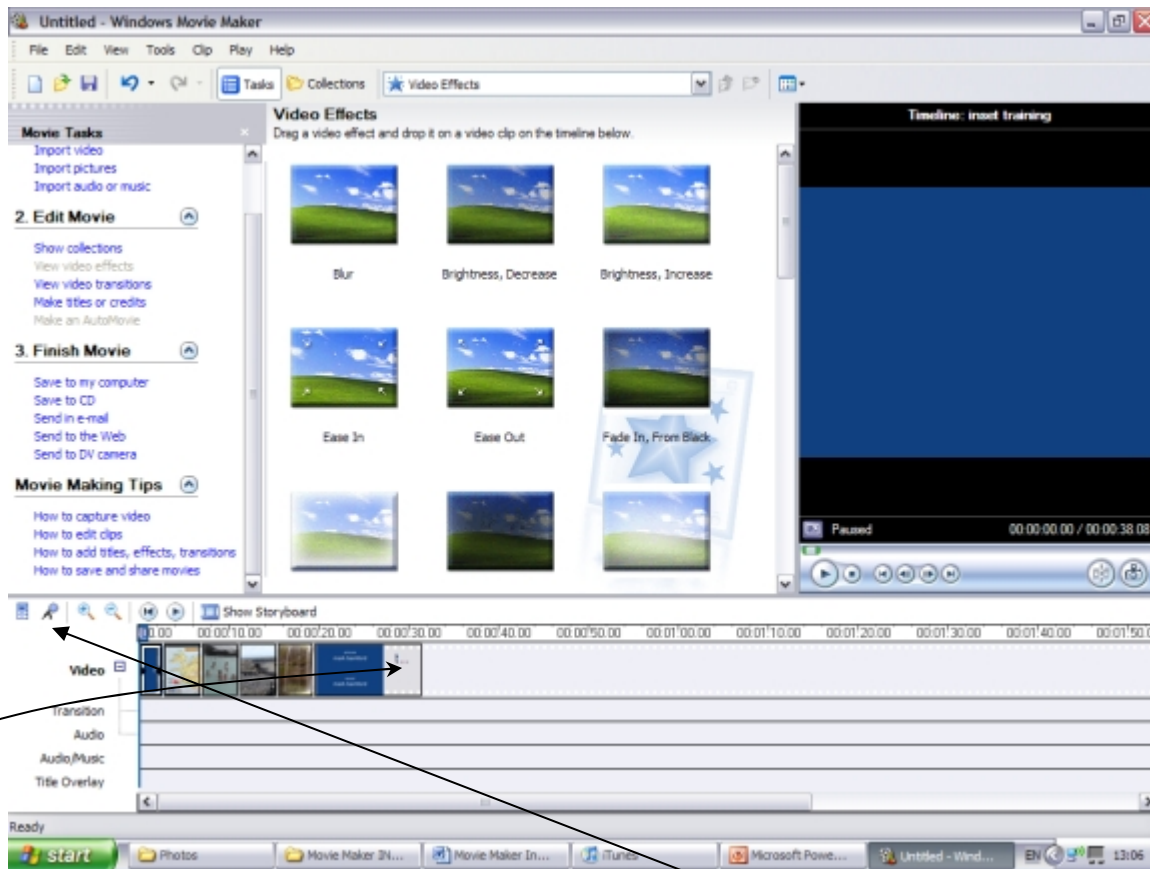 Untitled - Windows Movie Maker
File Edit View Tools Clip Play Help
Tasks Collections Video Effects
Movie Tasks
Import video
Import pictures
Import audio or music
2. Edit Movie
Show collections
View video effects
View video transitions
Make titles or credits
Make an AutoMovie
3. Finish Movie
Save to my computer
Save to CD
Send in e-mail
Send to the Web
Send to DV camera
Movie Making Tips
How to capture video
How to edit clips
How to add titles, effects, transitions
How to save and share movies
Video Effects
Drag a video effect and drop it on a video clip on the timeline below.
Blur Brightness, Decrease Brightness, Increase
Ease In Ease Out Fade In, From Black
Timeline: inset training
Paused 00:00:00.00 / 00:00:38.08
Show Storyboard
0.00 00:00:10.00 00:00:20.00 00:00:30.00 00:00:40.00 00:00:50.00 00:01:00.00 00:01:10.00 00:01:20.00 00:01:30.00 00:01:40.00 00:01:50.0
Video
Transition
Audio
Audio/Music
Title Overlay
Ready
start Photos Movie Maker IN... Movie Maker In... iTunes Microsoft Powe... Untitled - Wind... EN 13:06